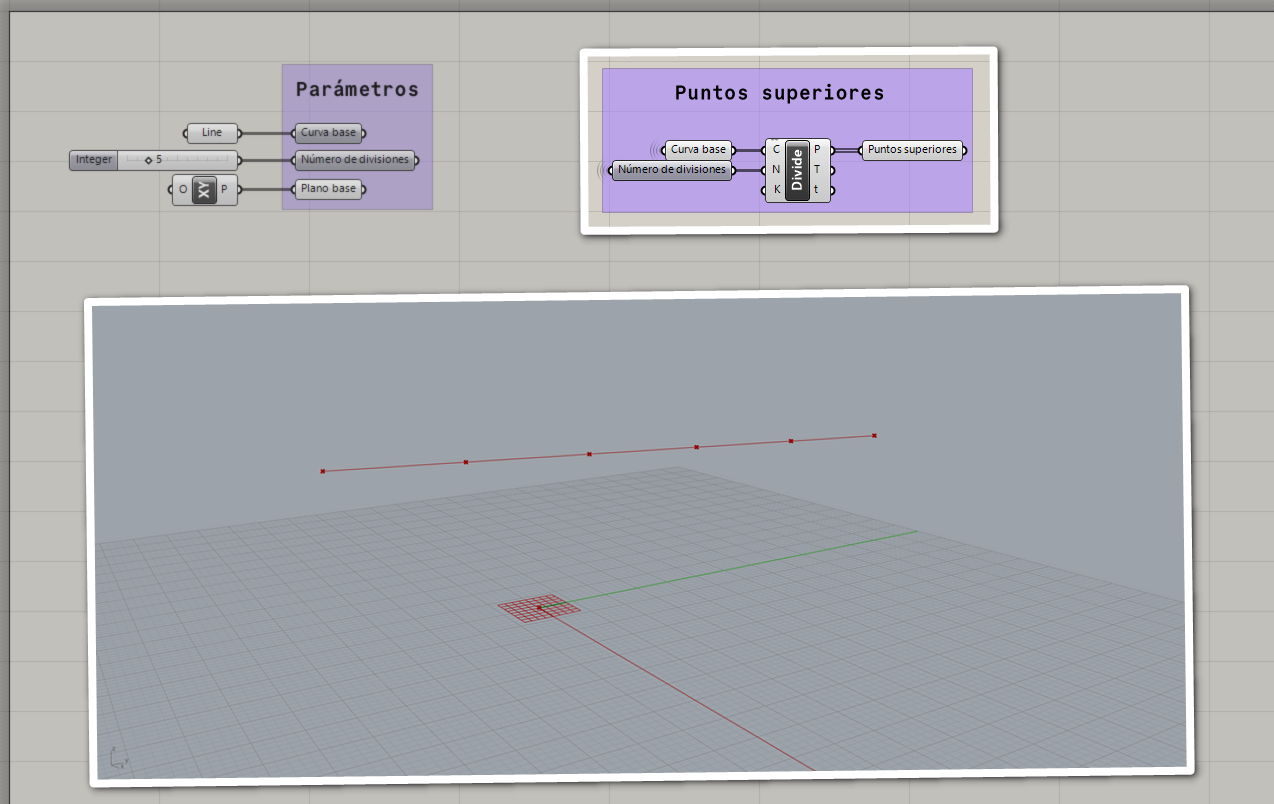 Parámetros
Line
Curva base
Integer
5
Número de divisiones
O
XY
P
Plano base
Puntos superiores
Curva base
Número de divisiones
C
N
K
Divide
P
T
t
Puntos superiores